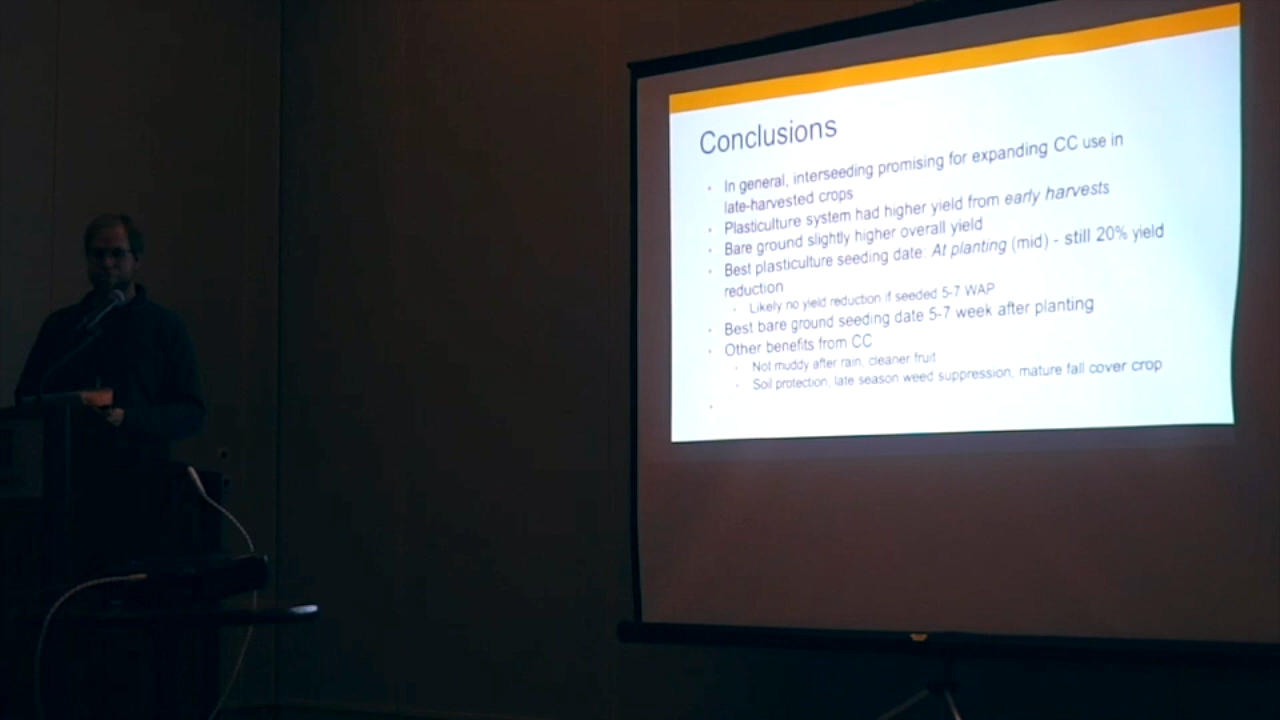 Conclusions
In general, interseeding promising for expanding CC use in
late-harvested crops
Plasticulture system had higher yield from early harvests
Bare ground slightly higher overall yield
Best plasticulture seeding date: At planting (mid) - still 20% yield
reduction
Likely no yield reduction if seeded 5-7 WAP
Best bare ground seeding date 5-7 week after planting
Other benefits from CC
Not muddy after rain, cleaner fruit
Soil protection, late season weed suppression, mature fall cover crop